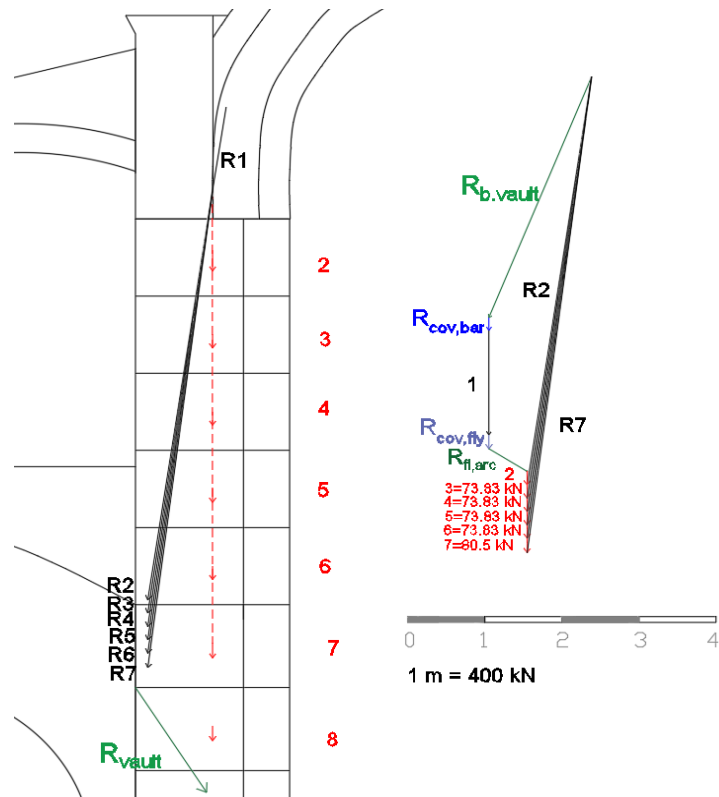 R1
2
3
4
5
6
7
8
R2
R3
R4
R5
R6
R7
Rvault
Rb.vault
R2
Rcov,bar
1
R7
Rcov,fly
Rfl,arc
2
3=73.83 kN
4=73.83 kN
5=73.83 kN
6=73.83 kN
7=80.5 kN
0 1 2 3 4
1 m = 400 kN